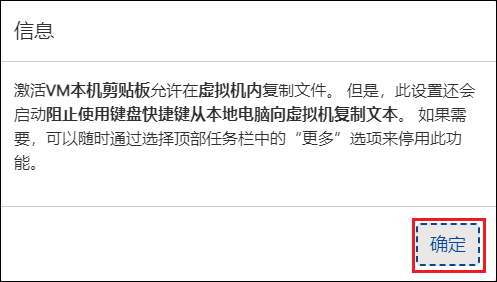 信息
激活VM本机剪贴板允许在虚拟机内复制文件。 但是，此设置还会
启动阻止使用键盘快捷键从本地电脑向虚拟机复制文本。 如果需
要，可以随时通过选择顶部任务栏中的“更多”选项来停用此功
能。
确定